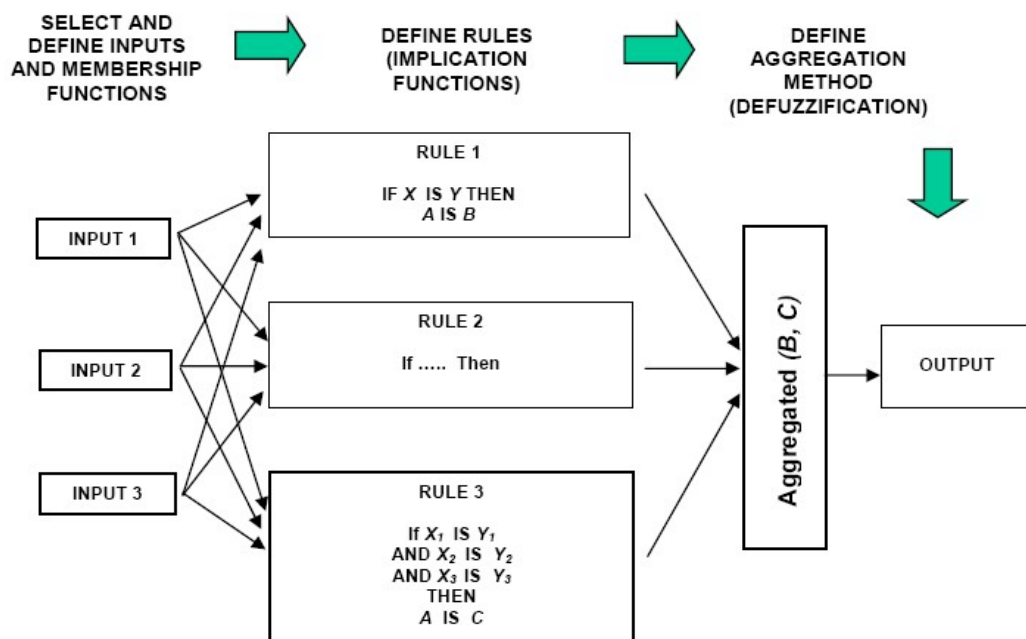 SELECT AND
DEFINE INPUTS
AND MEMBERSHIP
FUNCTIONS
DEFINE RULES
(IMPLICATION
FUNCTIONS)
DEFINE
AGGREGATION
METHOD
(DEFUZZIFICATION)
INPUT 1
INPUT 2
INPUT 3
RULE 1
IF X IS Y THEN
A IS B
RULE 2
If ..... Then
RULE 3
If X₁ IS Y₁
AND X₂ IS Y₂
AND X₃ IS Y₃
THEN
A IS C
Aggregated (B, C)
OUTPUT